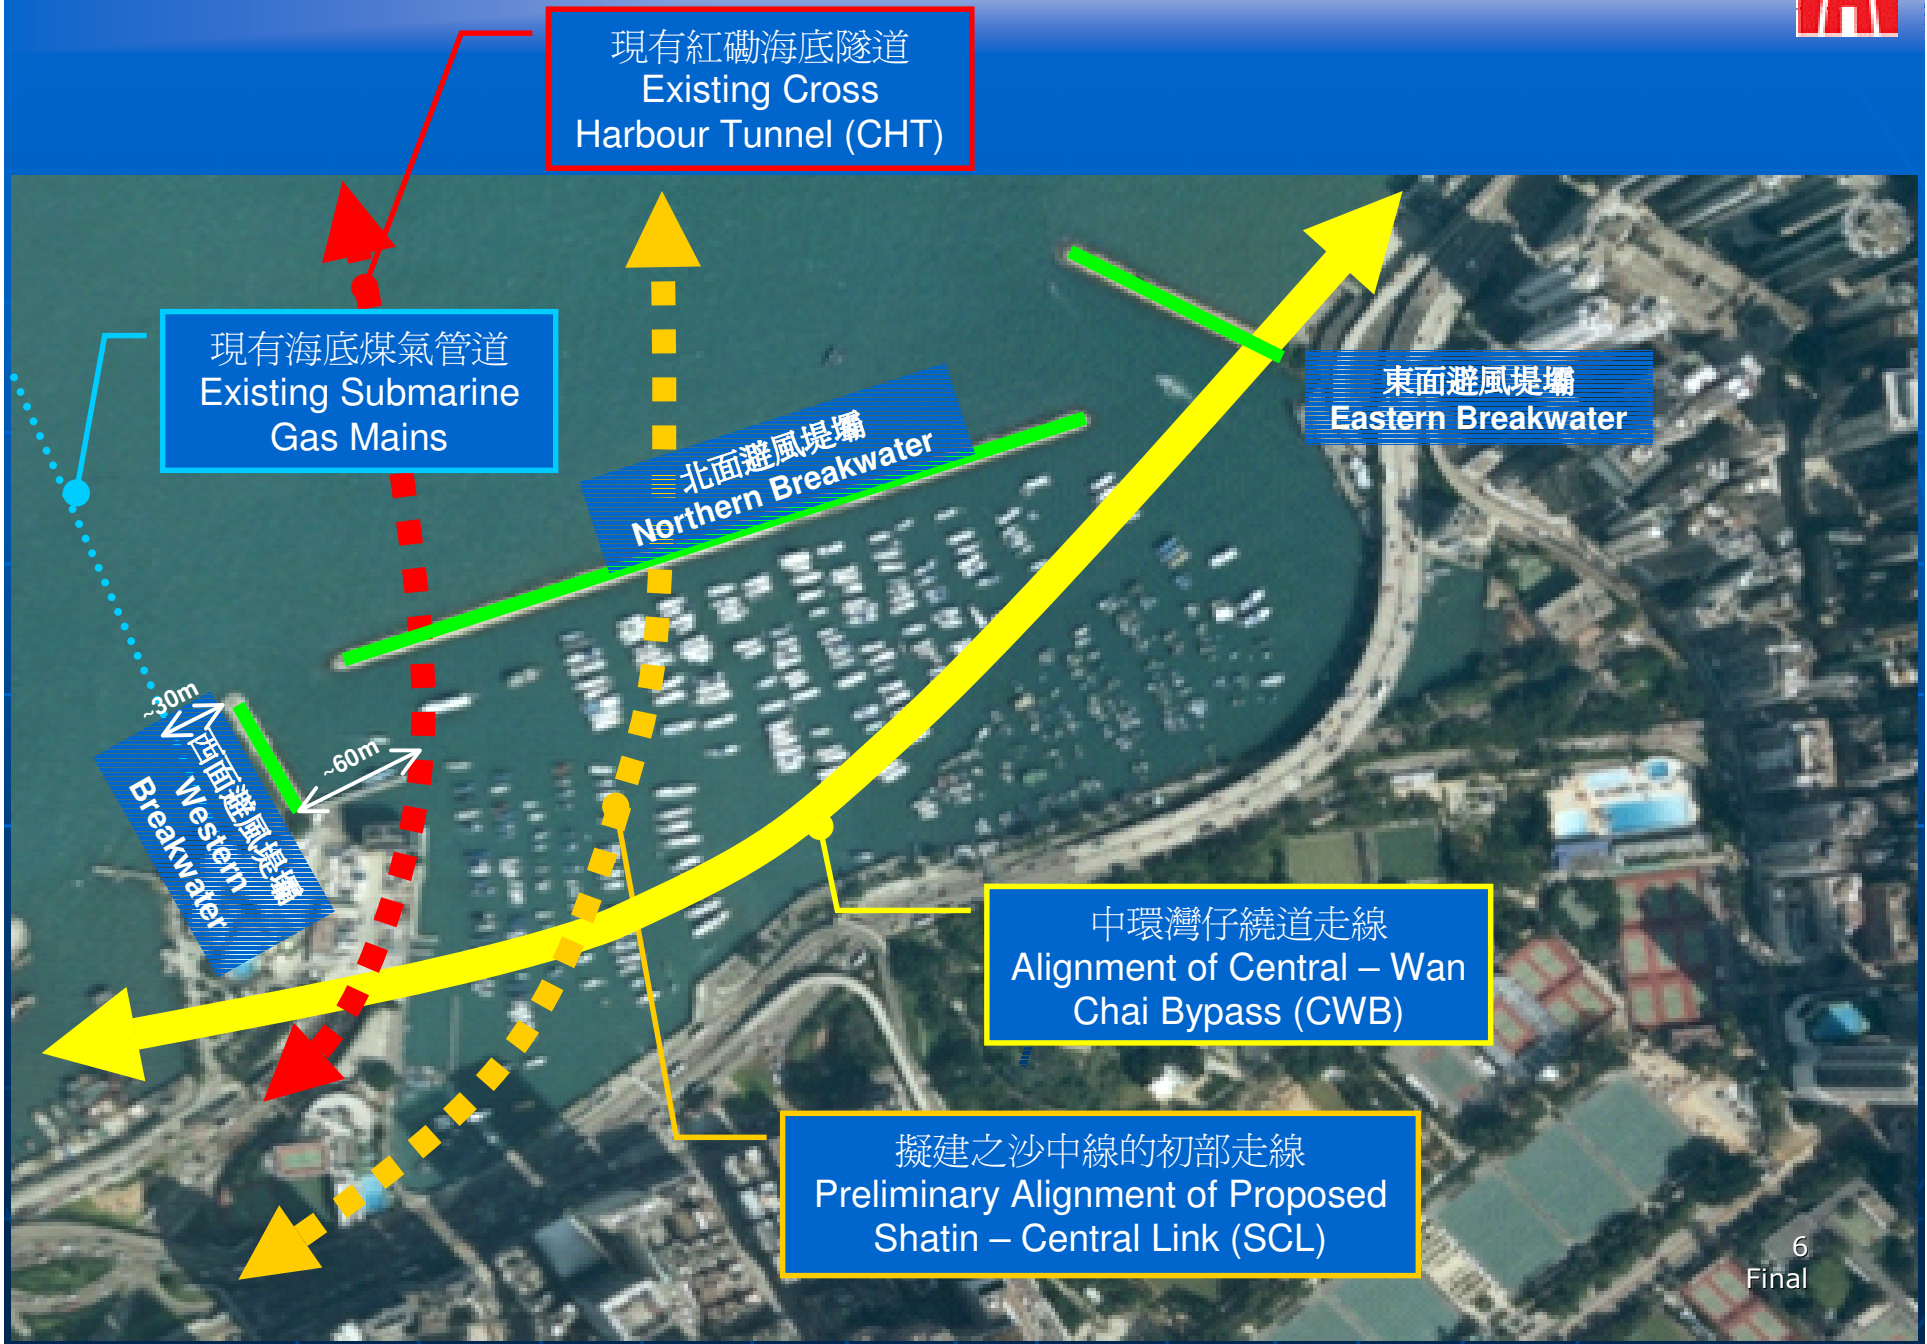 現有紅磡海底隧道
Existing Cross
Harbour Tunnel (CHT)
現有海底煤氣管道
Existing Submarine
Gas Mains
東面避風堤壩
Eastern Breakwater
北面避風堤壩
Northern Breakwater
~30m
~60m
西面避風堤壩
Western
Breakwater
中環灣仔繞道走線
Alignment of Central – Wan
Chai Bypass (CWB)
擬建之沙中線的初部走線
Preliminary Alignment of Proposed
Shatin – Central Link (SCL)
6
Final